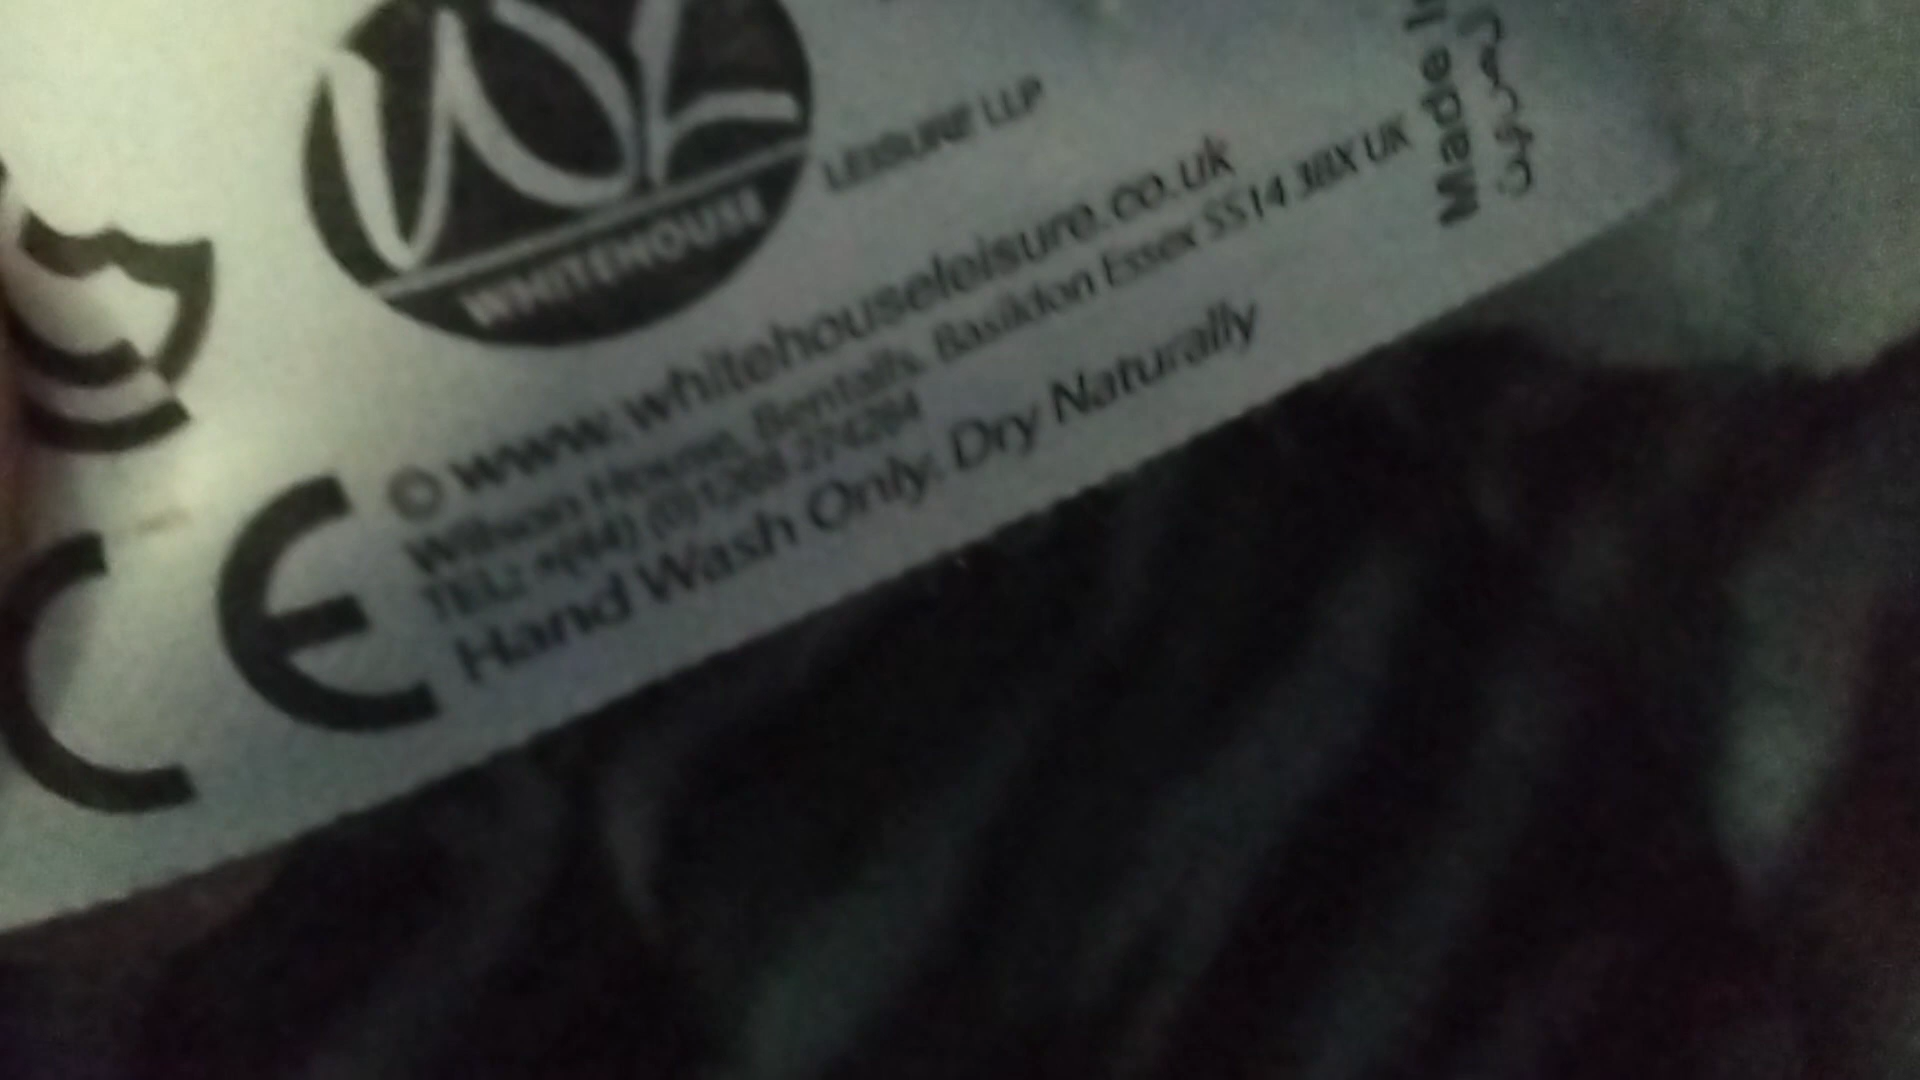 WHITEHOUSE
LEISURE LLP
© www.whitehouseleisure.co.uk
Wilson House, Bentalls, Basildon Essex SS14 3BX UK
TEL: +(44) (0)1268 274284
Hand Wash Only. Dry Naturally
CE
Made